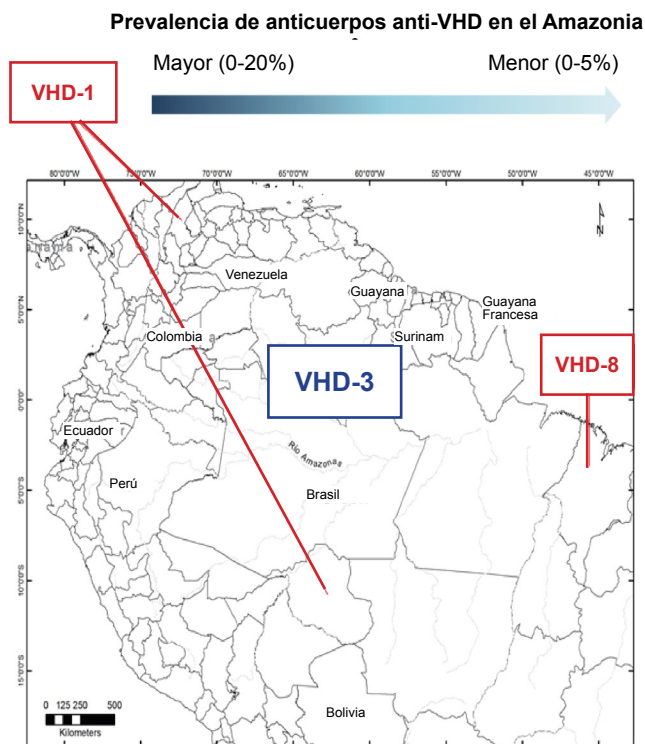 Prevalencia de anticuerpos anti-VHD en el Amazonia
Mayor (0-20%)
Menor (0-5%)
VHD-1
80°0'0"W
75°0'0"W
70°0'0"W
65°0'0"W
60°0'0"W
55°0'0"W
50°0'0"W
45°0'0"W
10°0'0"N
N
Venezuela
Guayana
Guayana
Francesa
5°0'0"N
Colombia
Surinam
VHD-3
VHD-8
0°0'0"
Ecuador
Río Amazonas
Perú
Brasil
5°0'0"S
10°0'0"S
15°0'0"S
Bolivia
0 125 250 500
Kilometers